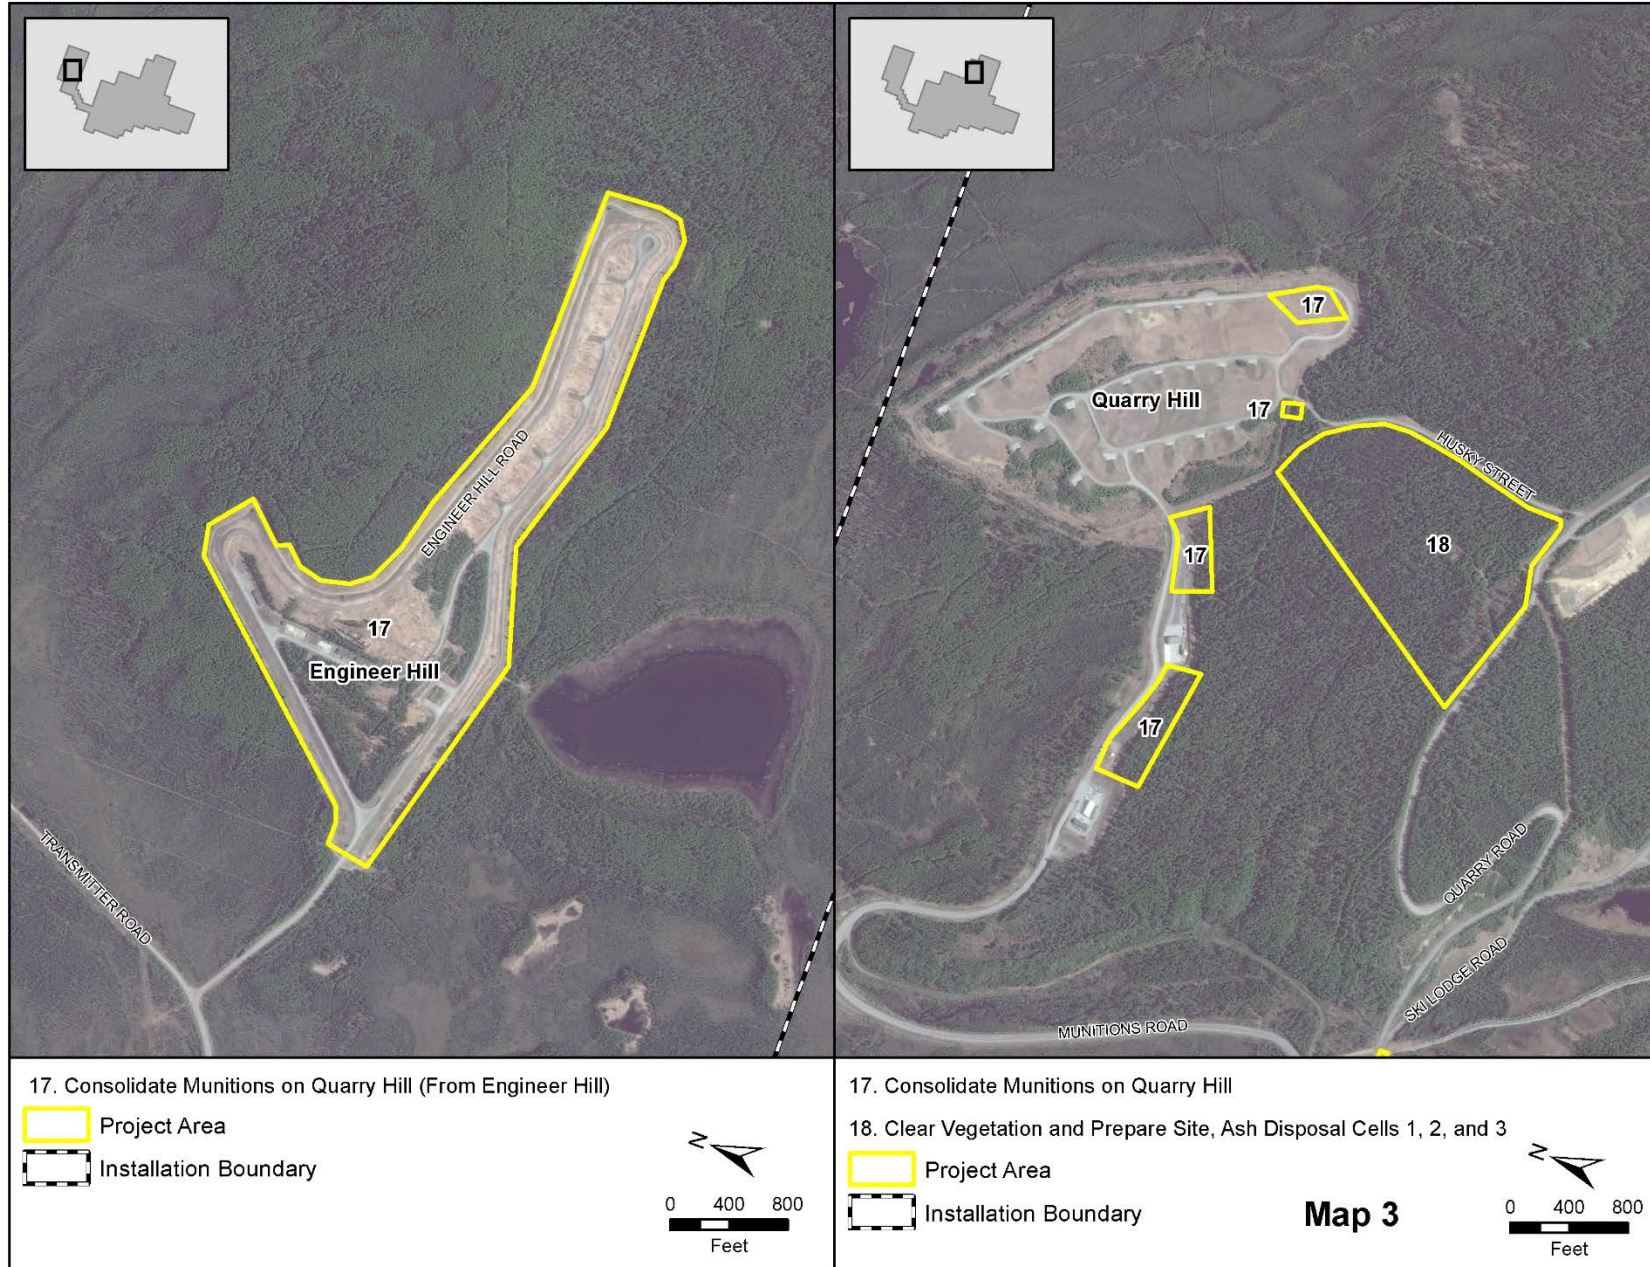 ENGINEER HILL ROAD
17
Engineer Hill
TRANSMITTER ROAD
17
Quarry Hill
17
HUSKY STREET
18
17
17
QUARRY ROAD
SKI LODGE ROAD
MUNITIONS ROAD
17. Consolidate Munitions on Quarry Hill (From Engineer Hill)
Project Area
Installation Boundary
N
0 400 800
Feet
17. Consolidate Munitions on Quarry Hill
18. Clear Vegetation and Prepare Site, Ash Disposal Cells 1, 2, and 3
Project Area
Installation Boundary
Map 3
N
0 400 800
Feet